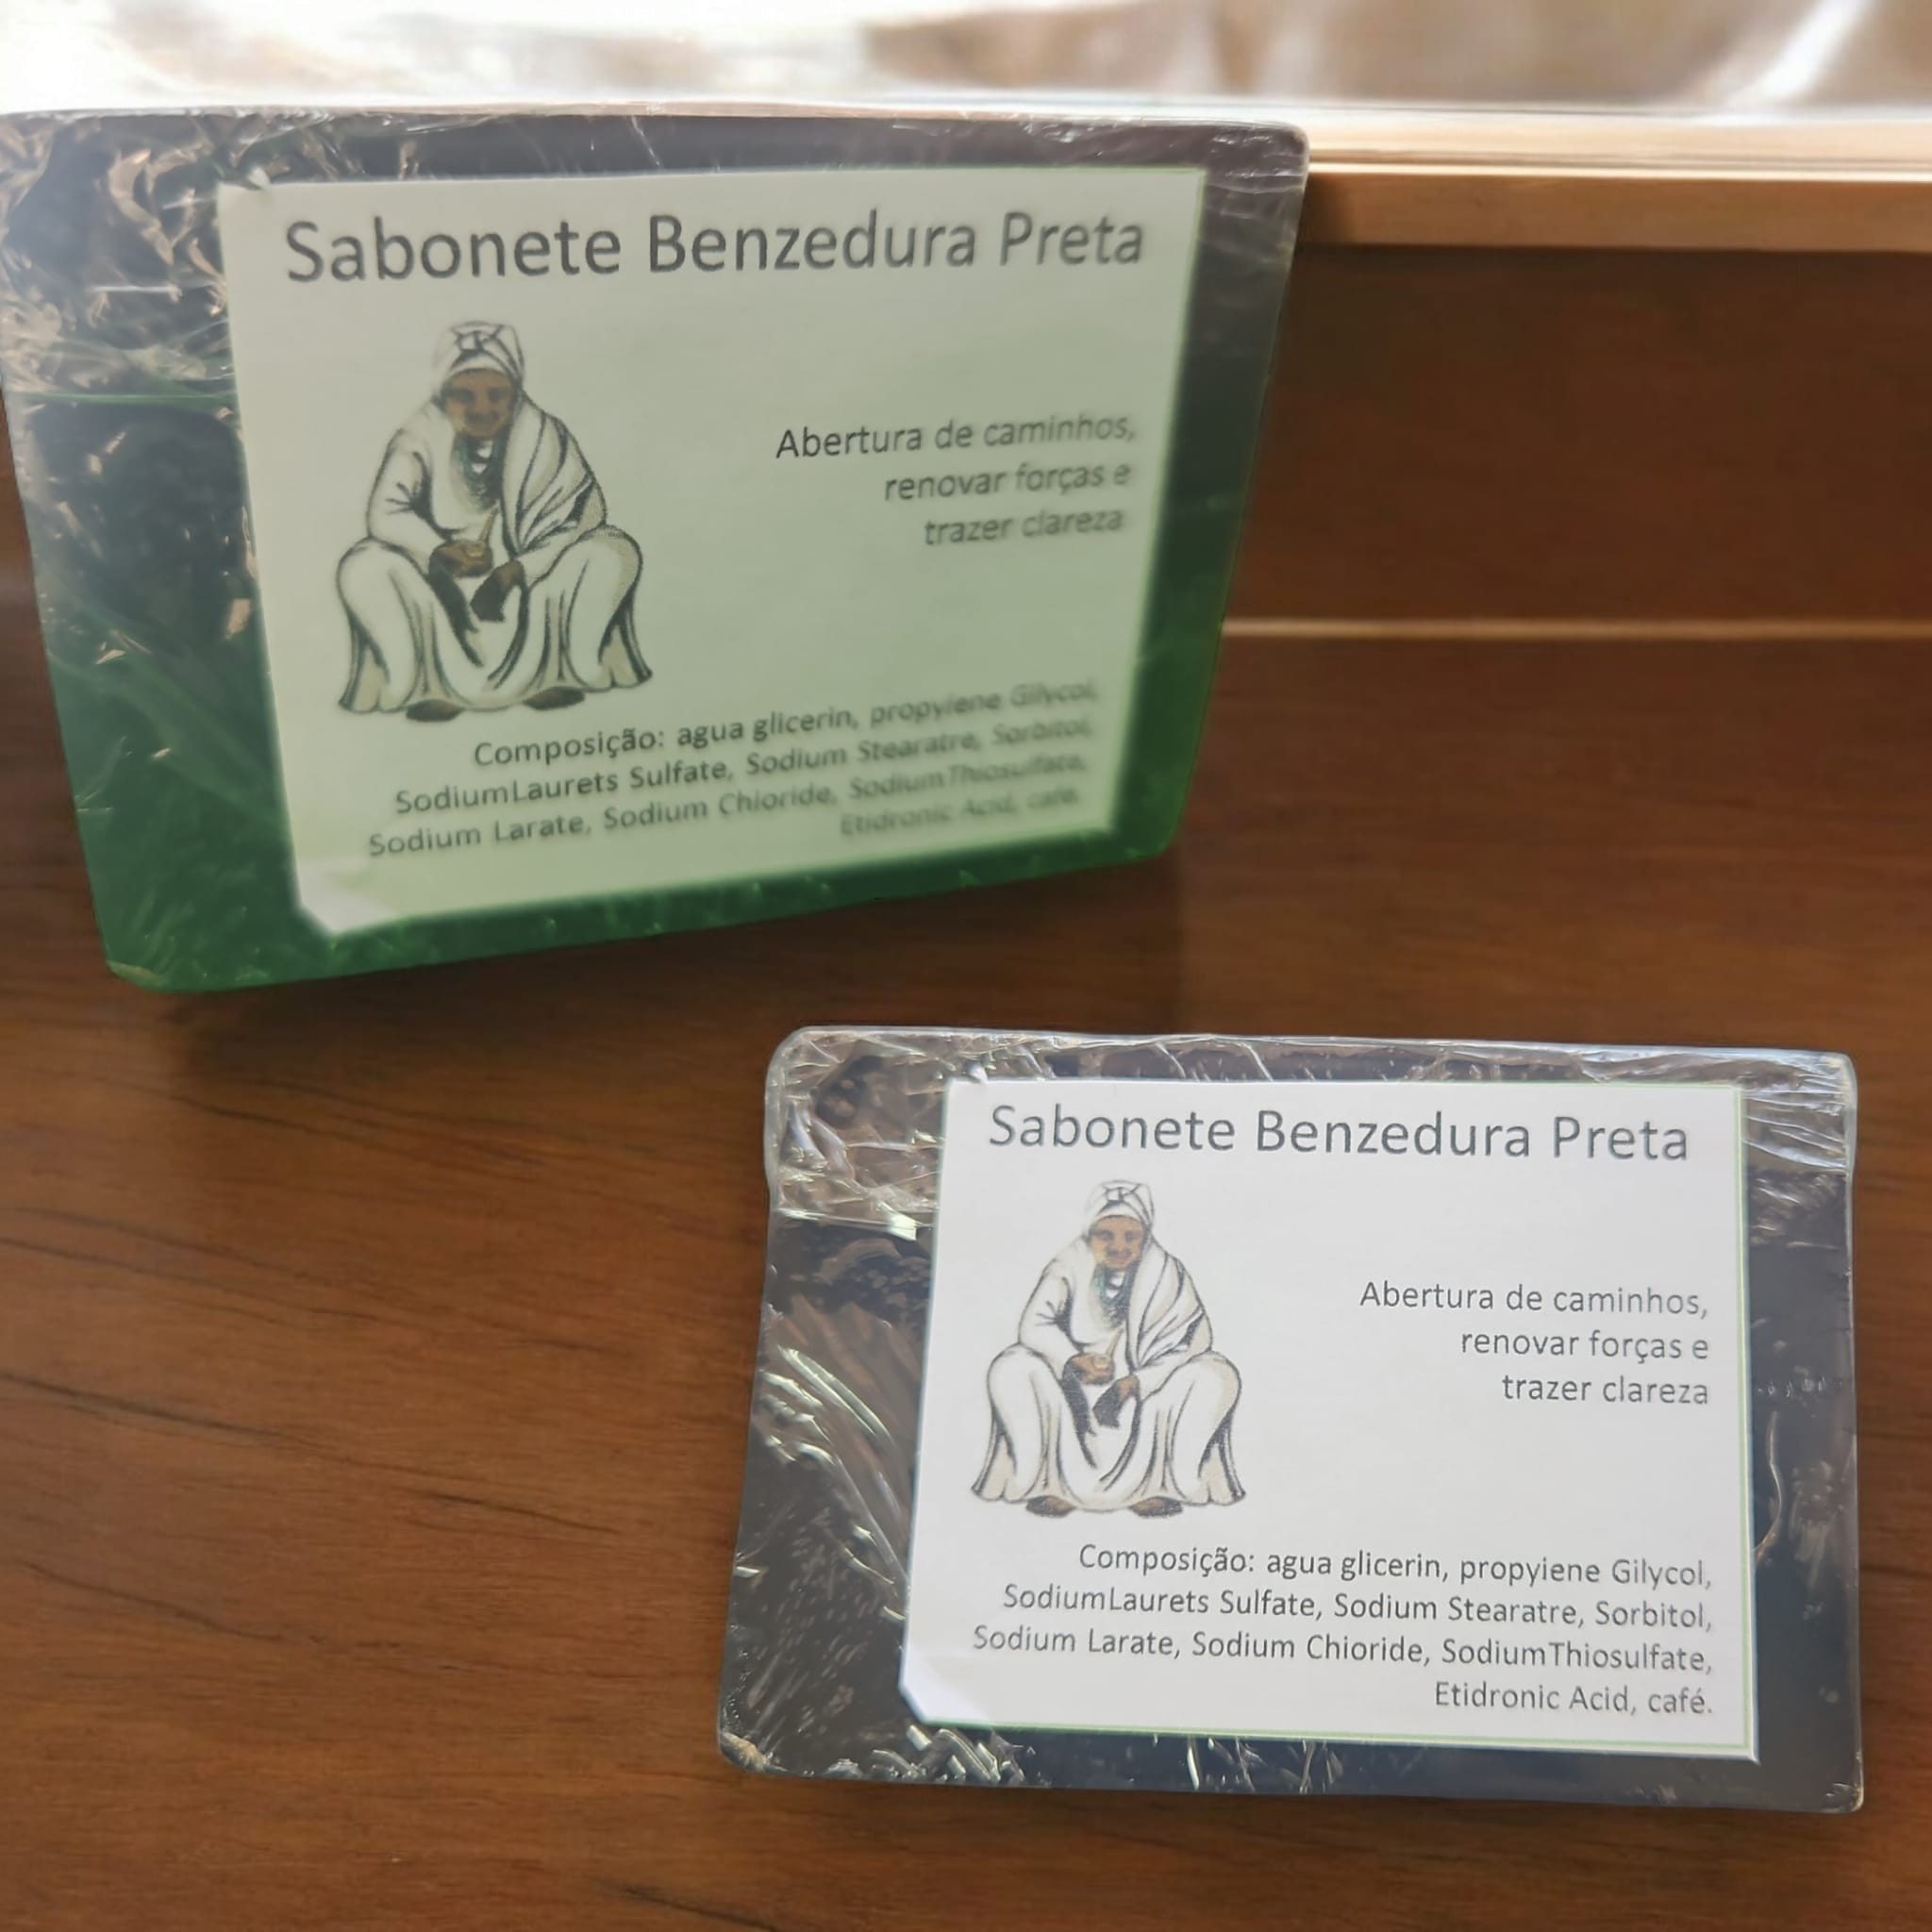 Sabonete Benzedura Preta
Abertura de caminhos,
renovar forças e
trazer clareza
Composição: agua glicerin, propyiene Gilycol,
SodiumLaurets Sulfate, Sodium Stearatre, Sorbitol,
Sodium Larate, Sodium Chioride, SodiumThiosulfate,
Etidronic Acid, café.
Sabonete Benzedura Preta
Abertura de caminhos,
renovar forças e
trazer clareza
Composição: agua glicerin, propyiene Gilycol,
SodiumLaurets Sulfate, Sodium Stearatre, Sorbitol,
Sodium Larate, Sodium Chioride, SodiumThiosulfate,
Etidronic Acid, café.